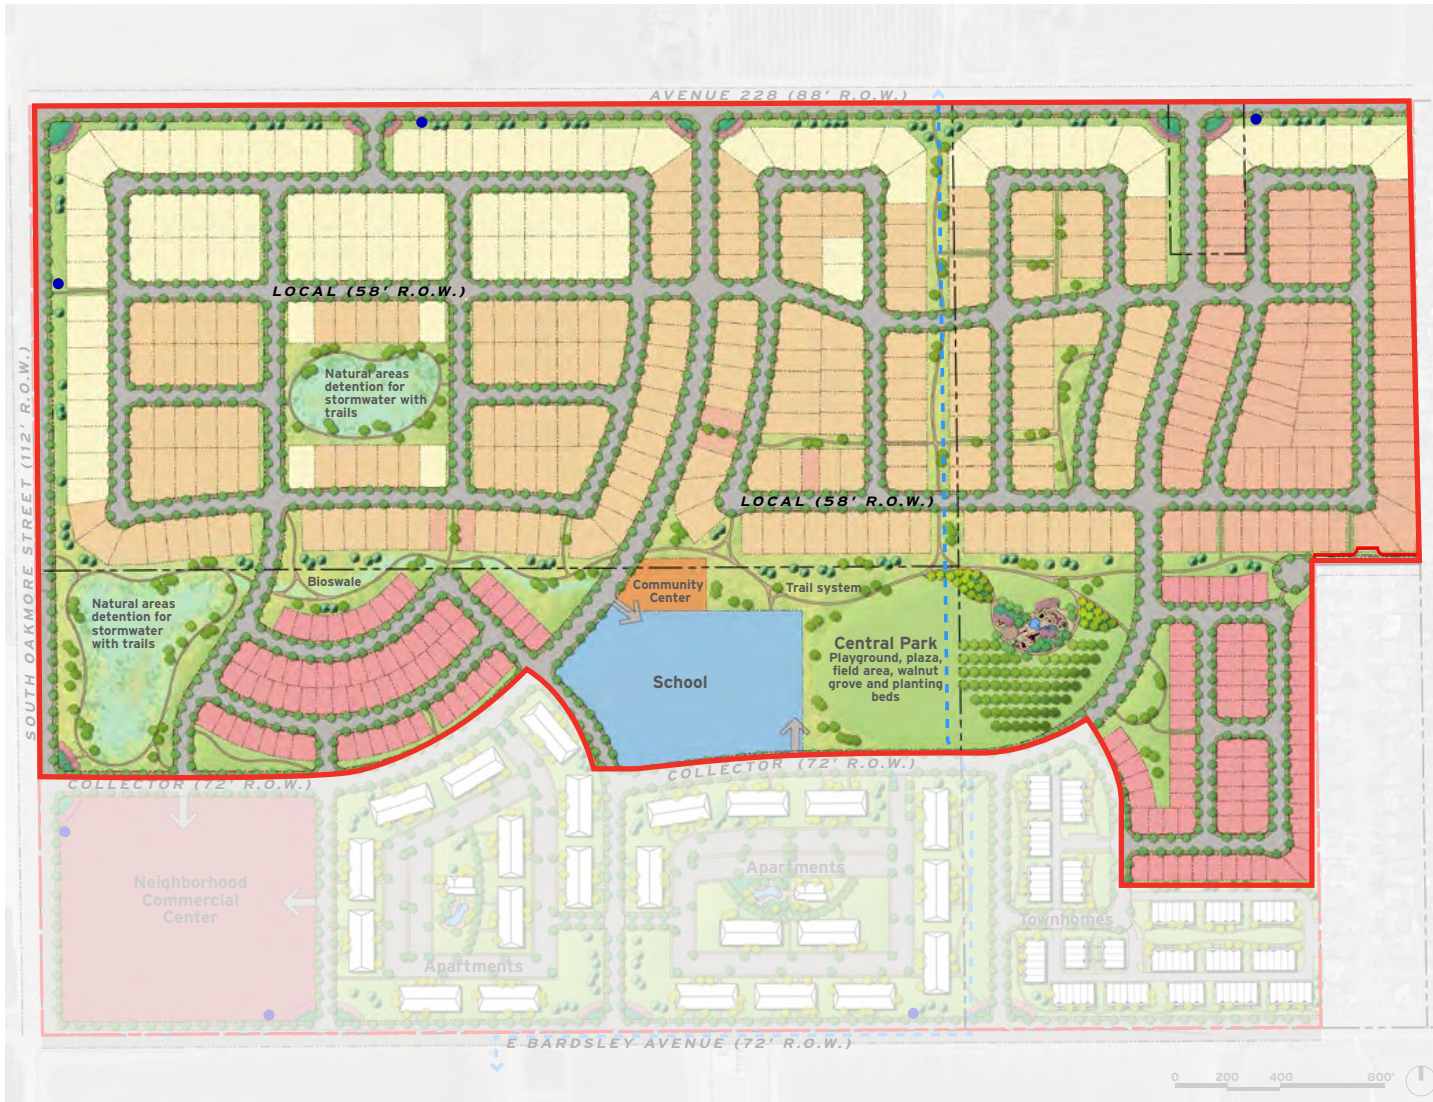 AVENUE 228 (88' R.O.W.)
LOCAL (58' R.O.W.)
Natural areas
detention for
stormwater with
trails
SOUTH OAKMORE STREET (112' R.O.W.)
LOCAL (58' R.O.W.)
Bioswale
Natural areas
detention for
stormwater
with trails
Community
Center
Trail system
School
Central Park
Playground, plaza,
field area, walnut
grove and planting
beds
COLLECTOR (72' R.O.W.)
COLLECTOR (72' R.O.W.)
Neighborhood
Commercial
Center
Apartments
Apartments
Townhomes
E BARDSLEY AVENUE (72' R.O.W.)
0 200 400 800'